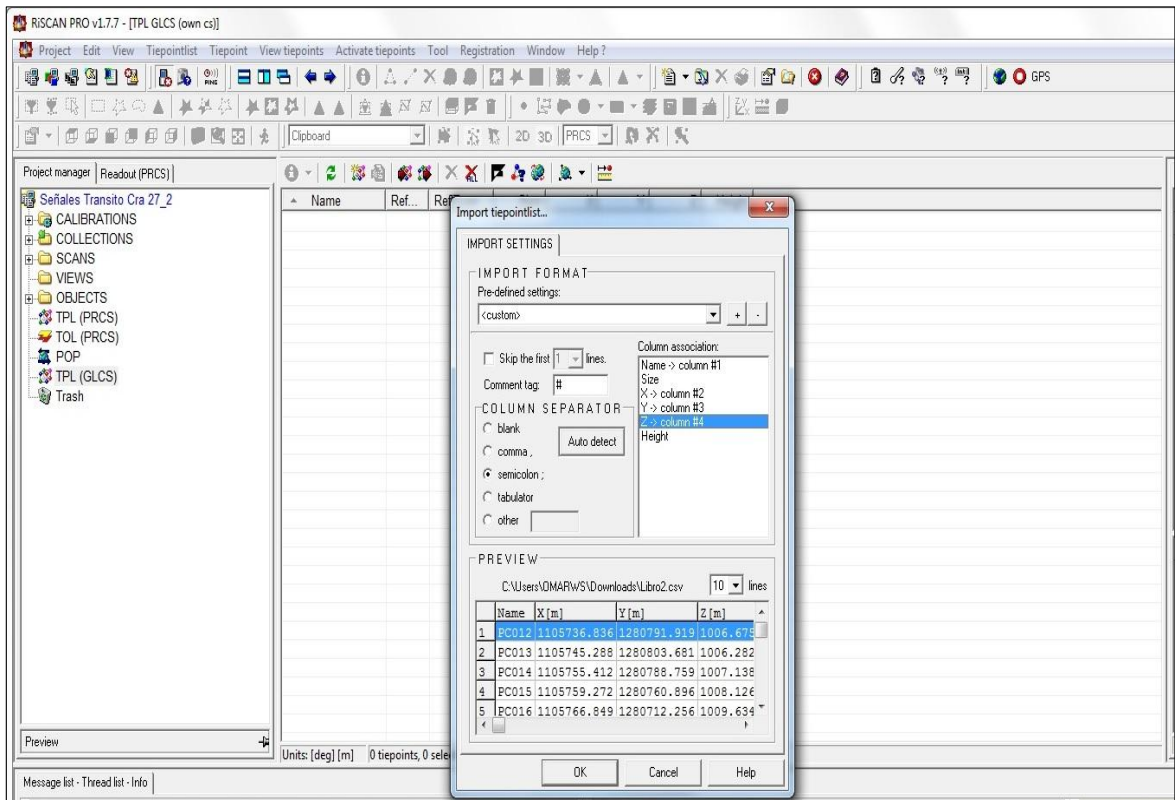 RiSCAN PRO v1.7.7 - [TPL GLCS (own cs)]
Project Edit View Tiepointlist Tiepoint View tiepoints Activate tiepoints Tool Registration Window Help ?
PING GPS
Clipboard 2D 3D PRCS
Project manager Readout (PRCS)
Señales Transito Cra 27_2
CALIBRATIONS
COLLECTIONS
SCANS
VIEWS
OBJECTS
TPL (PRCS)
TOL (PRCS)
POP
TPL (GLCS)
Trash
Name Ref...
Import tiepointlist...
IMPORT SETTINGS
IMPORT FORMAT
Pre-defined settings:
<custom> + -
Skip the first 1 lines.
Comment tag: #
COLUMN SEPARATOR
blank
comma ,
semicolon ;
tabulator
other
Auto detect
Column association:
Name -> column #1
Size
X -> column #2
Y -> column #3
Z -> column #4
Height
PREVIEW
C:\Users\OMARWS\Downloads\Libro2.csv 10 lines
Name X [m] Y [m] Z [m]
1 PC012 1105736.836 1280791.919 1006.675
2 PC013 1105745.288 1280803.681 1006.282
3 PC014 1105755.412 1280788.759 1007.138
4 PC015 1105759.272 1280760.896 1008.126
5 PC016 1105766.849 1280712.256 1009.634
OK Cancel Help
Preview
Units: [deg] [m] 0 tiepoints, 0 sele
Message list - Thread list - Info